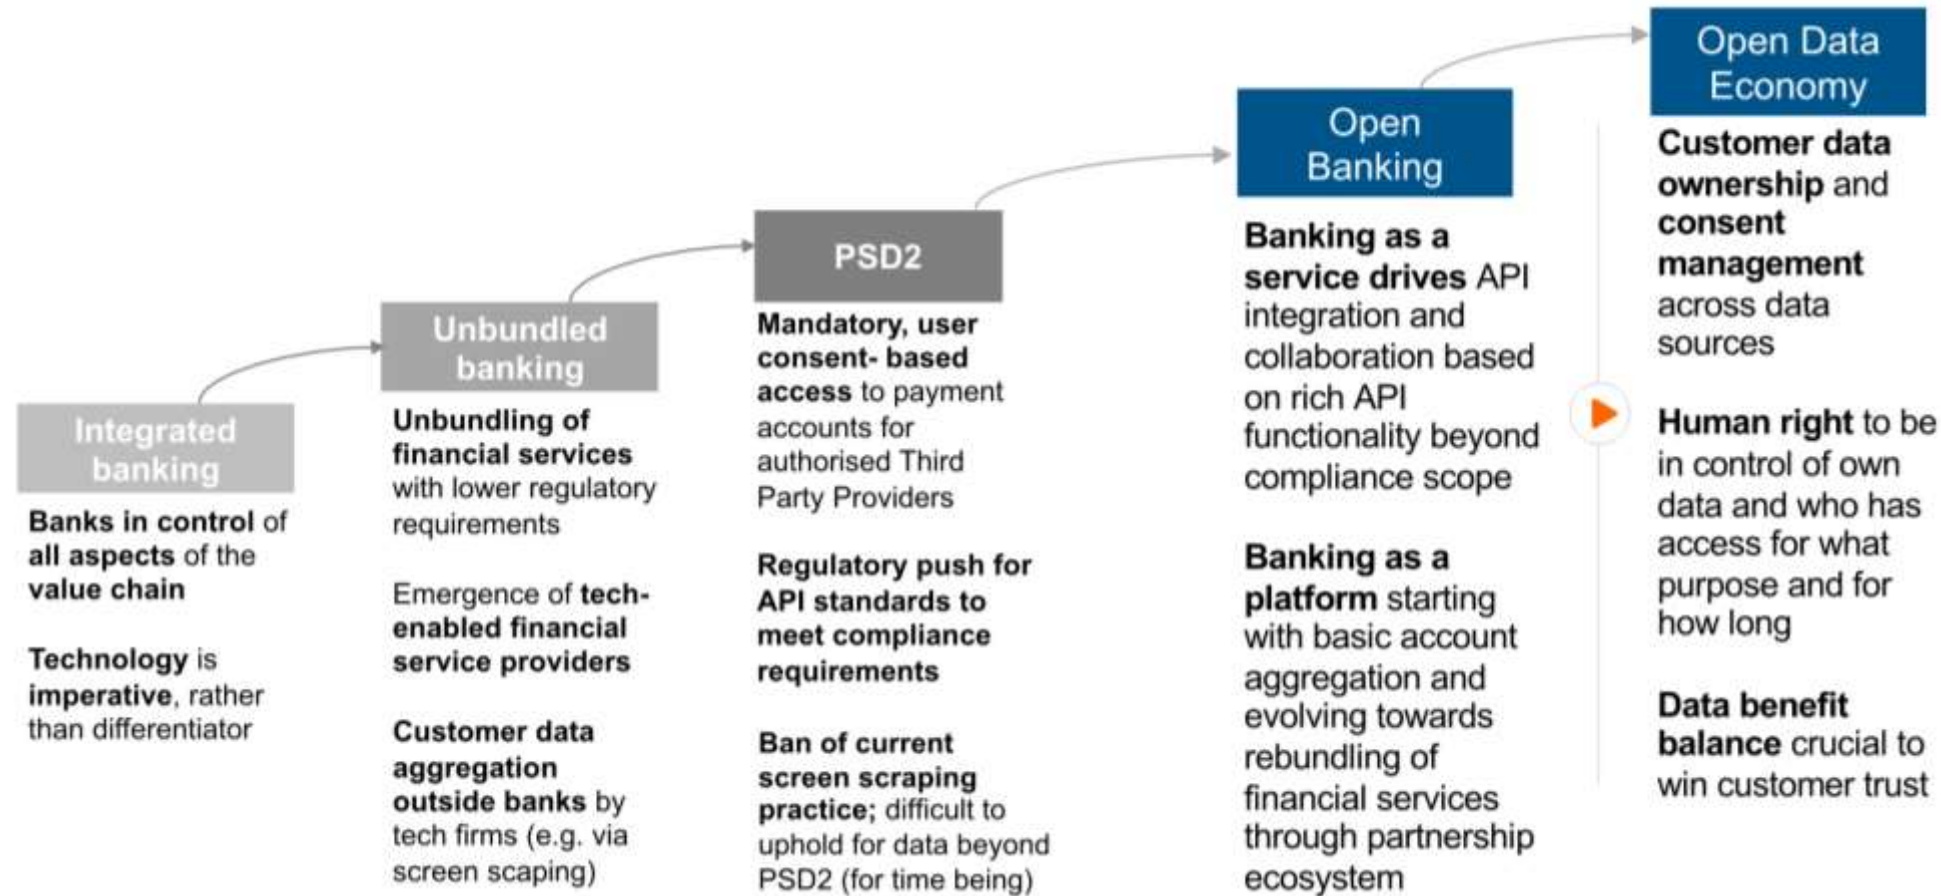 Integrated
banking
Banks in control of
all aspects of the
value chain
Technology is
imperative, rather
than differentiator
Unbundled
banking
Unbundling of
financial services
with lower regulatory
requirements
Emergence of tech-
enabled financial
service providers
Customer data
aggregation
outside banks by
tech firms (e.g. via
screen scaping)
PSD2
Mandatory, user
consent- based
access to payment
accounts for
authorised Third
Party Providers
Regulatory push for
API standards to
meet compliance
requirements
Ban of current
screen scraping
practice; difficult to
uphold for data beyond
PSD2 (for time being)
Open
Banking
Banking as a
service drives API
integration and
collaboration based
on rich API
functionality beyond
compliance scope
Banking as a
platform starting
with basic account
aggregation and
evolving towards
rebundling of
financial services
through partnership
ecosystem
Open Data
Economy
Customer data
ownership and
consent
management
across data
sources
Human right to be
in control of own
data and who has
access for what
purpose and for
how long
Data benefit
balance crucial to
win customer trust